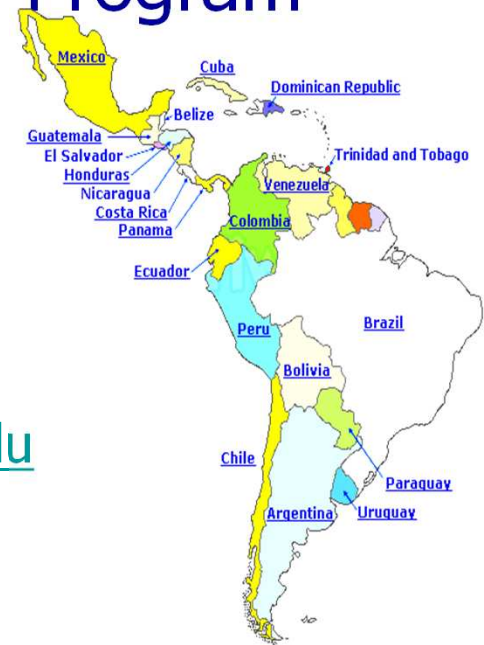 Program
Mexico
Cuba
Dominican Republic
Belize
Guatemala
El Salvador
Honduras
Nicaragua
Costa Rica
Panama
Trinidad and Tobago
Venezuela
Colombia
Ecuador
Peru
Brazil
Bolivia
du
Chile
Paraguay
Argentina
Uruguay